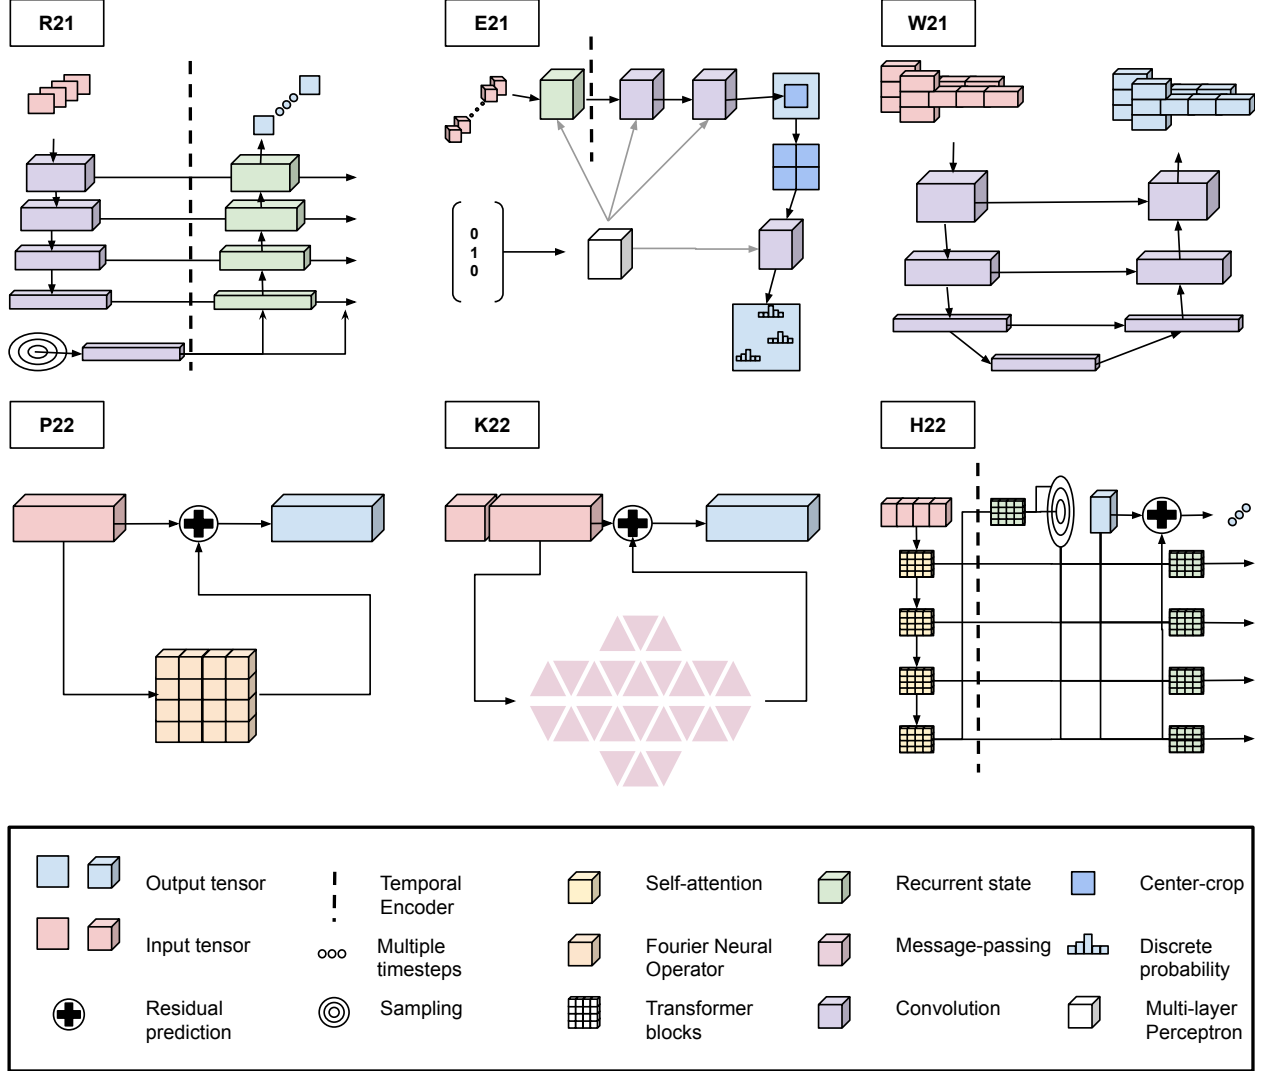 R21
E21
W21
0
1
0
P22
K22
H22
Output tensor
Temporal
Encoder
Self-attention
Recurrent state
Center-crop
Input tensor
Multiple
timesteps
Fourier Neural
Operator
Message-passing
Discrete
probability
Residual
prediction
Sampling
Transformer
blocks
Convolution
Multi-layer
Perceptron